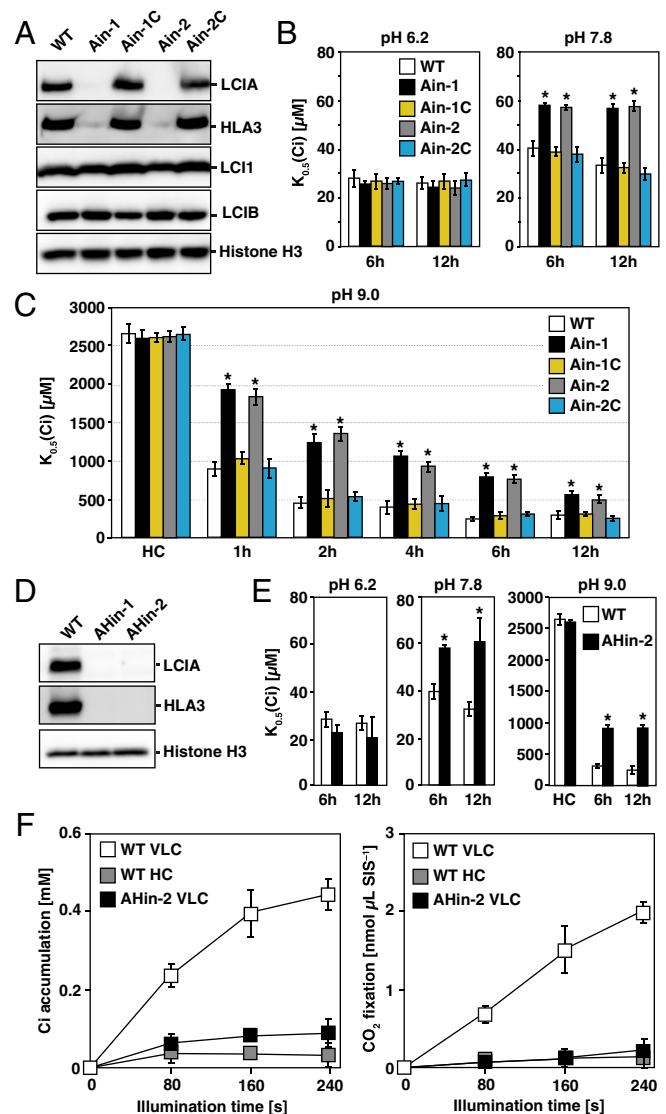 A
WT
Ain-1
Ain-1C
Ain-2
Ain-2C
LCIA
HLA3
LCI1
LCIB
Histone H3
B
pH 6.2
pH 7.8
K0.5(Ci) [µM]
80
60
40
20
0
WT
Ain-1
Ain-1C
Ain-2
Ain-2C
6h
12h
80
60
40
20
0
* *
* *
6h
12h
C
pH 9.0
K0.5(Ci) [µM]
3000
2500
2000
1500
1000
500
0
WT
Ain-1
Ain-1C
Ain-2
Ain-2C
* *
* *
* *
* *
* *
HC
1h
2h
4h
6h
12h
D
WT
AHin-1
AHin-2
LCIA
HLA3
Histone H3
E
pH 6.2
pH 7.8
pH 9.0
K0.5(Ci) [µM]
80
60
40
20
0
6h
12h
80
60
40
20
0
*
*
6h
12h
3000
2500
2000
1500
1000
500
0
WT
AHin-2
*
*
HC
6h
12h
F
Ci accumulation [mM]
0.6
0.4
0.2
0
WT VLC
WT HC
AHin-2 VLC
0
80
160
240
Illumination time [s]
CO2 fixation [nmol µL SIS−1]
3
2
1
0
WT VLC
WT HC
AHin-2 VLC
0
80
160
240
Illumination time [s]